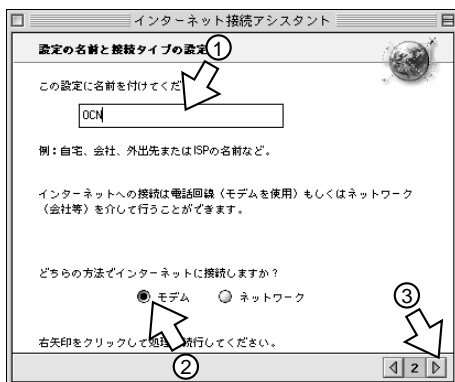 インターネット接続アシスタント
設定の名前と接続タイプの設定
①
この設定に名前を付けてくだ
OCN
例：自宅、会社、外出先またはISPの名前など。
インターネットへの接続は電話回線（モデムを使用）もしくはネットワーク
（会社等）を介して行うことができます。
どちらの方法でインターネットに接続しますか？
モデム ネットワーク
③
右矢印をクリックして処理 続行してください。
②
2